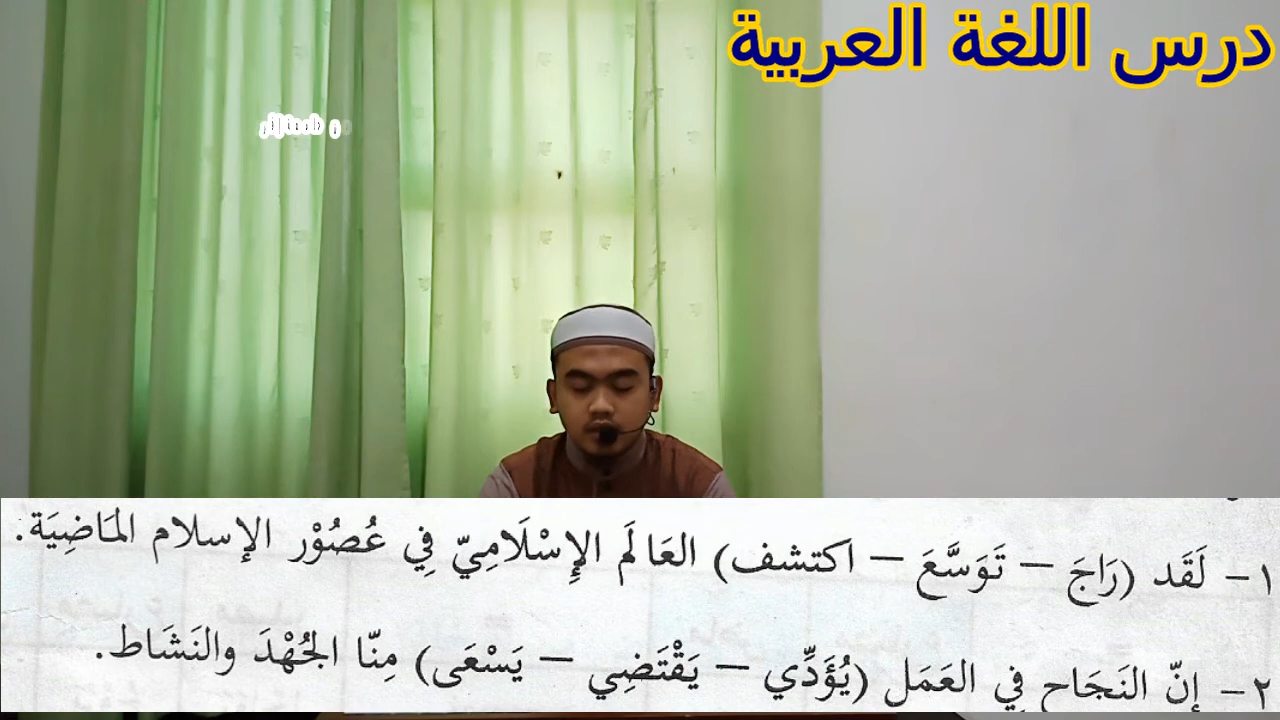 درس اللغة العربية
١- لَقَد (رَاجَ – تَوَسَّعَ – اكتشف) العَالَم الإِسْلَامِيّ فِي عُصُوْر الإسلام المَاضِيَة.
٢- إنّ النَجَاح فِي العَمَل (يُؤَدِّي – يَقْتَضِي – يَسْعَى) مِنّا الجُهْدَ والنَشَاط.